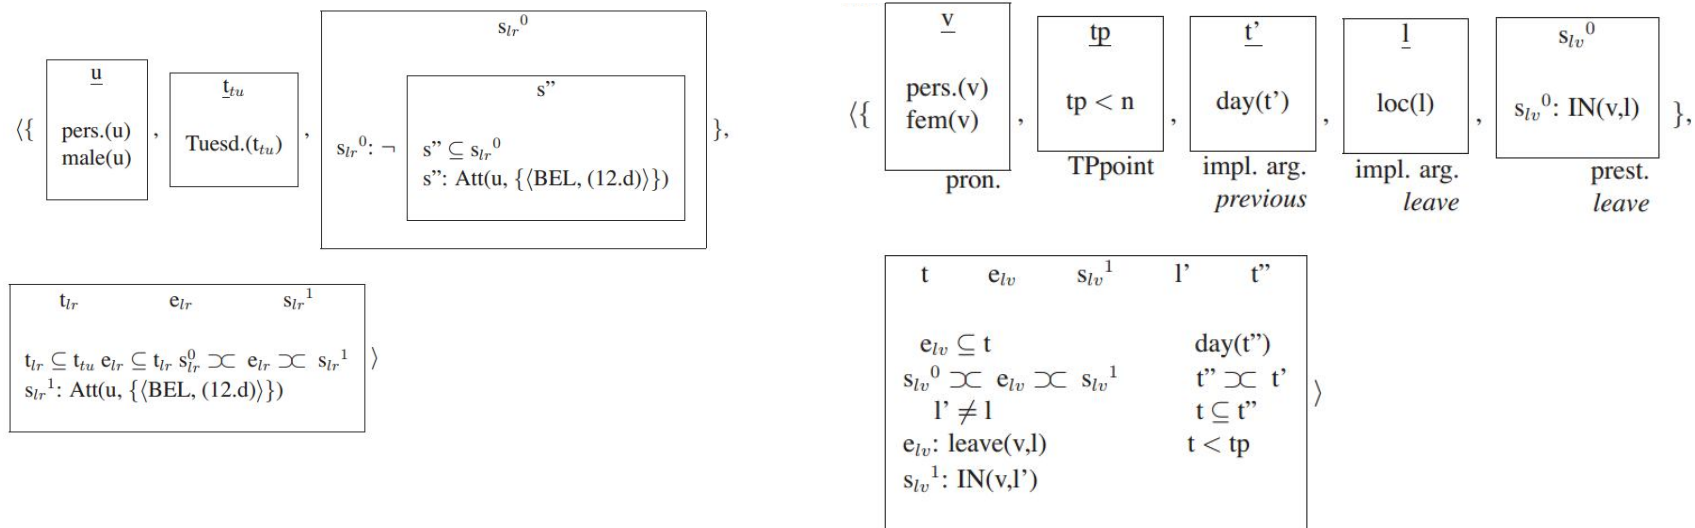 s_lr^0
u
t_tu
s”
⟨{
pers.(u)
male(u)
,
Tuesd.(t_tu)
,
s_lr^0: ¬
s” ⊆ s_lr^0
s”: Att(u, {⟨BEL, (12.d)⟩})
},
t_lr e_lr s_lr^1
t_lr ⊆ t_tu e_lr ⊆ t_lr s_lr^0 ⊃⊂ e_lr ⊃⊂ s_lr^1
s_lr^1: Att(u, {⟨BEL, (12.d)⟩})
⟩
v
tp
t’
l
s_lv^0
⟨{
pers.(v)
fem(v)
,
tp < n
,
day(t’)
,
loc(l)
,
s_lv^0: IN(v,l)
},
pron.
TPpoint
impl. arg.
previous
impl. arg.
leave
prest.
leave
t e_lv s_lv^1 l’ t”
e_lv ⊆ t day(t”)
s_lv^0 ⊃⊂ e_lv ⊃⊂ s_lv^1 t” ⊃⊂ t’
l’ ≠ l t ⊆ t”
e_lv: leave(v,l) t < tp
s_lv^1: IN(v,l’)
⟩